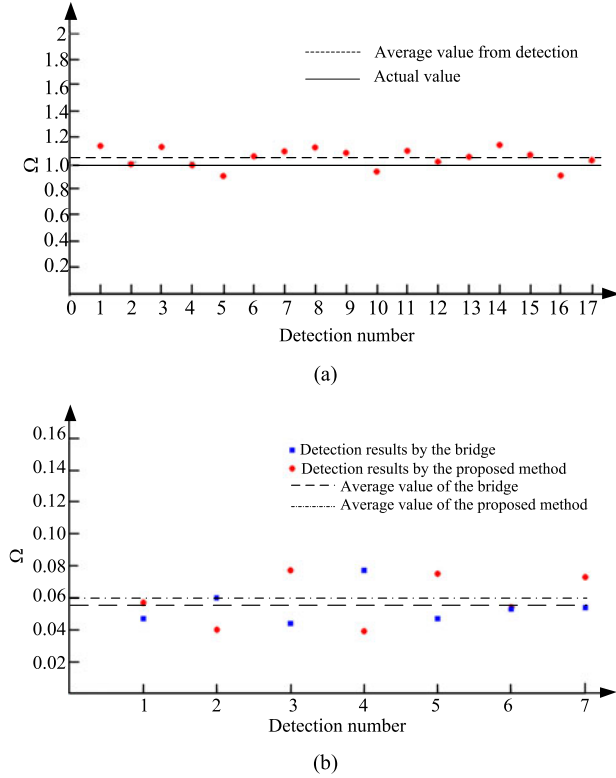 2
1.8
1.6
1.4
1.2
1.0
0.8
0.6
0.4
0.2
Ω
Average value from detection
Actual value
0 1 2 3 4 5 6 7 8 9 10 11 12 13 14 15 16 17
Detection number
(a)
0.16
0.14
0.12
0.10
0.08
0.06
0.04
0.02
Ω
Detection results by the bridge
Detection results by the proposed method
Average value of the bridge
Average value of the proposed method
1 2 3 4 5 6 7
Detection number
(b)